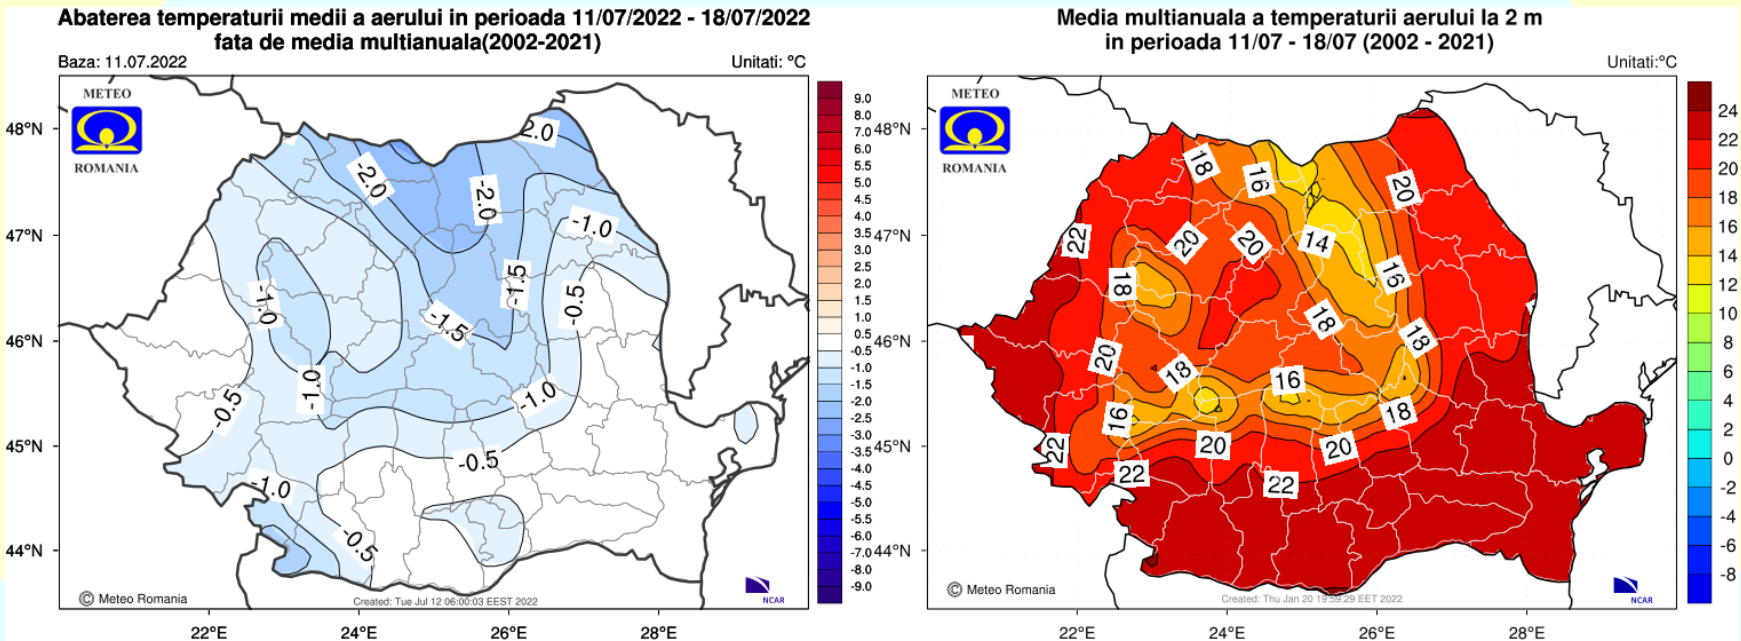 Abaterea temperaturii medii a aerului in perioada 11/07/2022 - 18/07/2022
fata de media multianuala(2002-2021)
Baza: 11.07.2022
Unitati: °C
METEO
ROMANIA
48°N
47°N
46°N
45°N
44°N
22°E
24°E
26°E
28°E
2.0
-2.0
-2.0
-1.0
-1.5
-0.5
-1.0
-1.5
-1.0
-1.0
-0.5
-0.5
-1.0
-0.5
9.0
8.0
7.0
6.0
5.5
5.0
4.5
4.0
3.5
3.0
2.5
2.0
1.5
1.0
0.5
-0.5
-1.0
-1.5
-2.0
-2.5
-3.0
-3.5
-4.0
-4.5
-5.0
-5.5
-6.0
-7.0
-8.0
-9.0
© Meteo Romania
Created: Tue Jul 12 06:00:03 EEST 2022
NCAR
Media multianuala a temperaturii aerului la 2 m
in perioada 11/07 - 18/07 (2002 - 2021)
Unitati:°C
METEO
ROMANIA
48°N
47°N
46°N
45°N
44°N
22°E
24°E
26°E
28°E
18
16
20
22
20
20
14
16
18
18
18
20
18
16
16
18
22
20
20
22
22
24
22
20
18
16
14
12
10
8
6
4
2
0
-2
-4
-6
-8
© Meteo Romania
Created: Thu Jan 20 19:59:29 EET 2022
NCAR